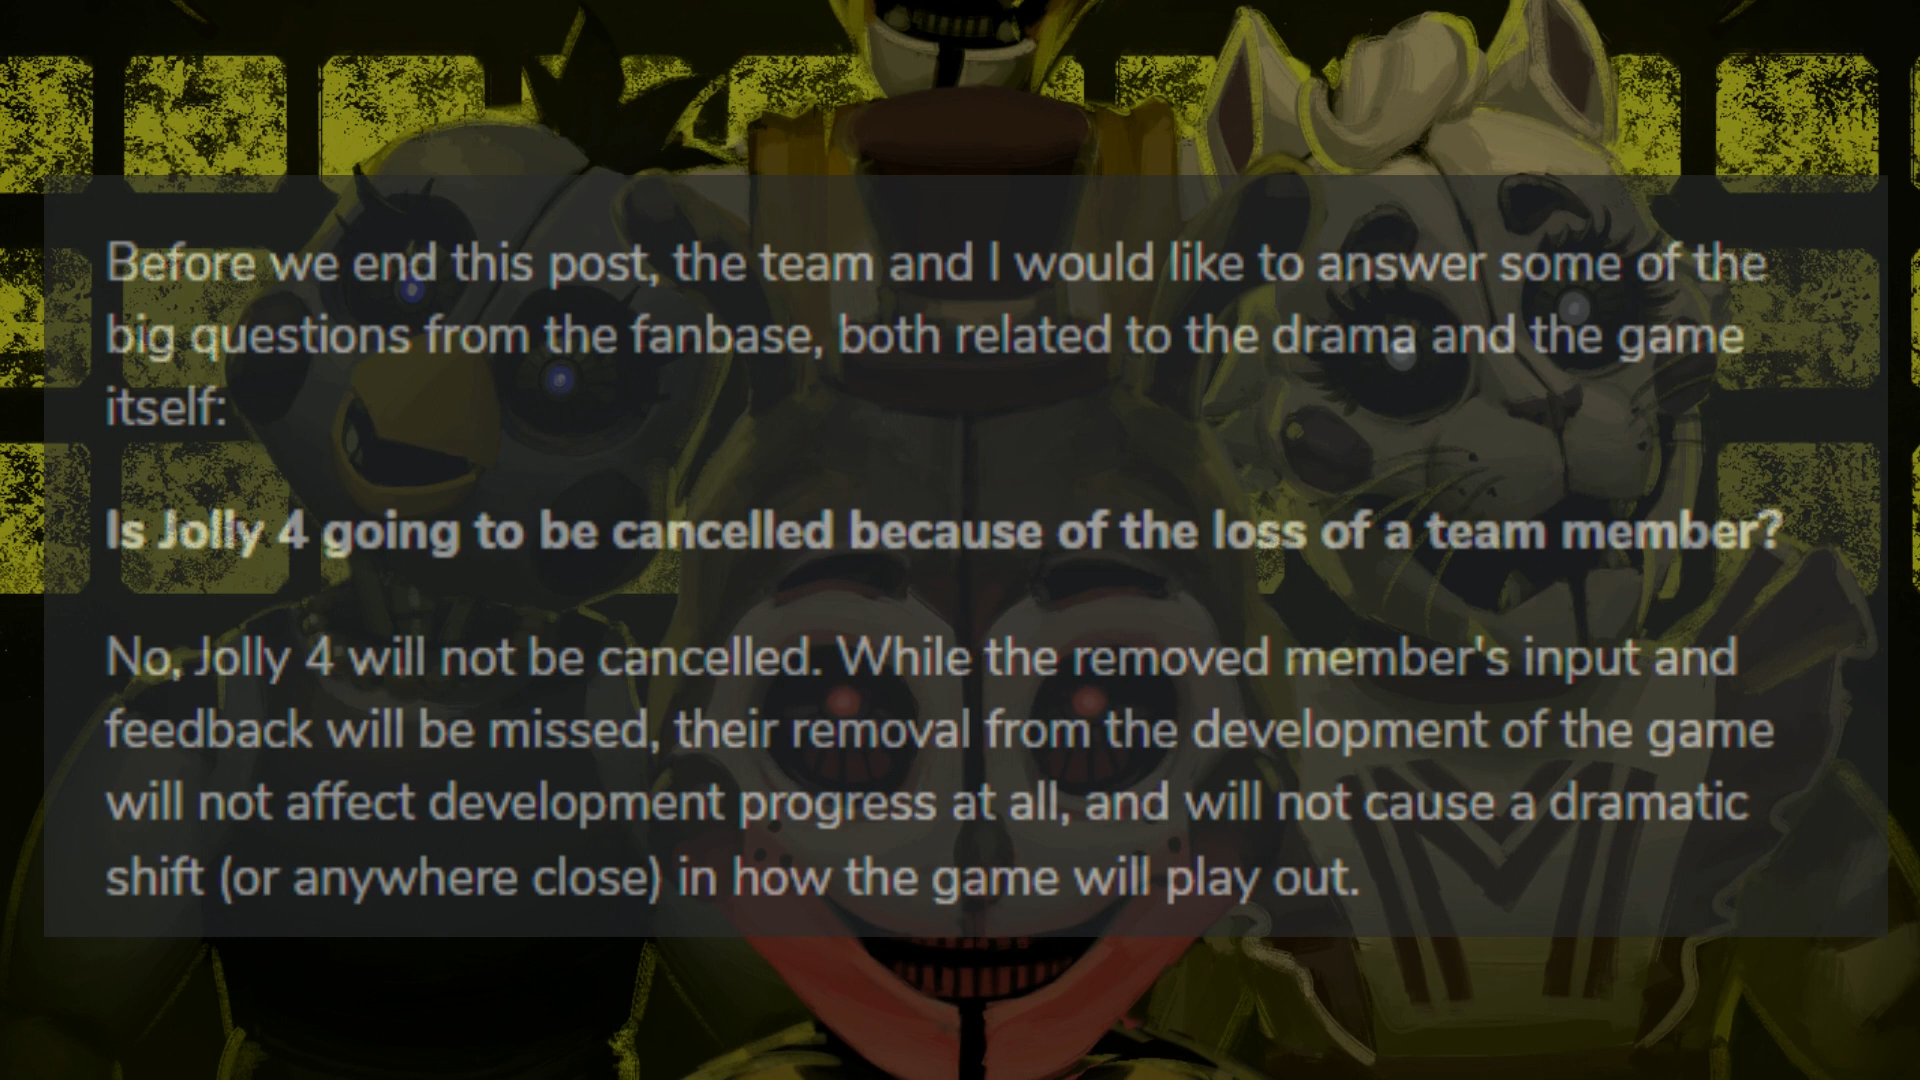 Before we end this post, the team and I would like to answer some of the
big questions from the fanbase, both related to the drama and the game
itself:
Is Jolly 4 going to be cancelled because of the loss of a team member?
No, Jolly 4 will not be cancelled. While the removed member's input and
feedback will be missed, their removal from the development of the game
will not affect development progress at all, and will not cause a dramatic
shift (or anywhere close) in how the game will play out.
M